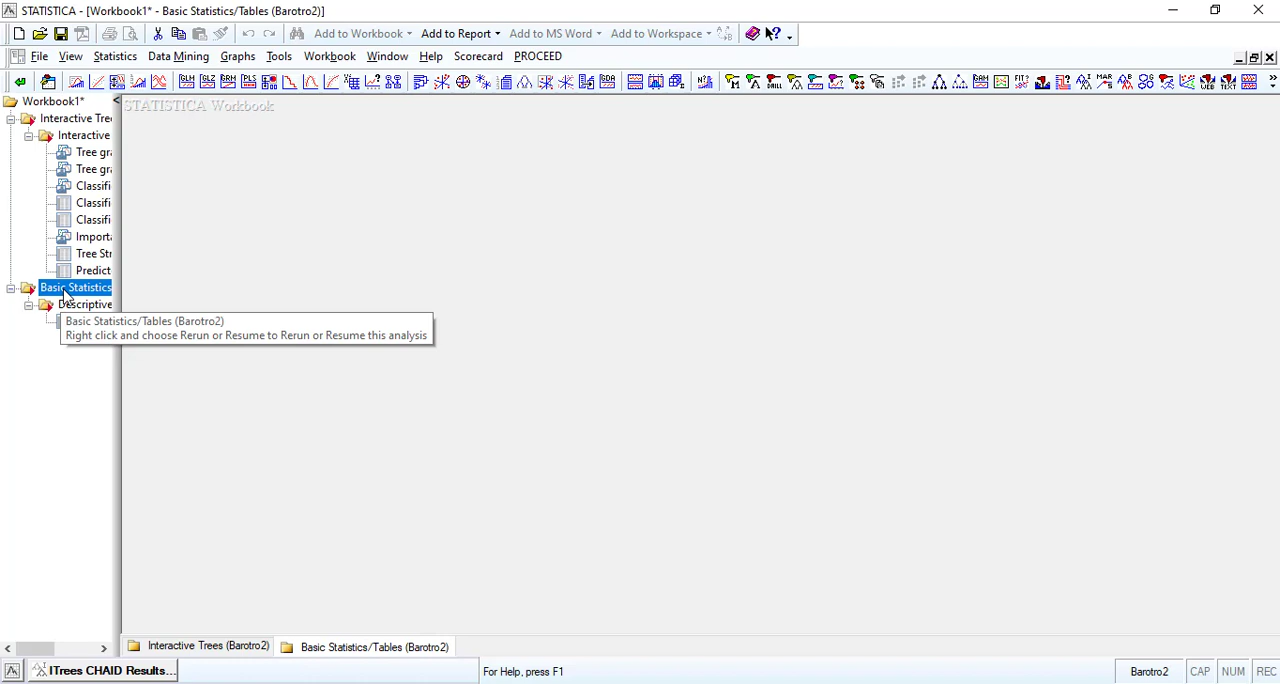 STATISTICA - [Workbook1* - Basic Statistics/Tables (Barotro2)]
Add to Workbook Add to Report Add to MS Word Add to Workspace
File View Statistics Data Mining Graphs Tools Workbook Window Help Scorecard PROCEED
Workbook1*
STATISTICA Workbook
Interactive Tre
Interactive
Tree gr
Tree gr
Classifi
Classifi
Classifi
Importa
Tree Str
Predict
Basic Statistics
Descriptive
Basic Statistics/Tables (Barotro2)
Right click and choose Rerun or Resume to Rerun or Resume this analysis
Interactive Trees (Barotro2) Basic Statistics/Tables (Barotro2)
ITrees CHAID Results... For Help, press F1 Barotro2 CAP NUM REC